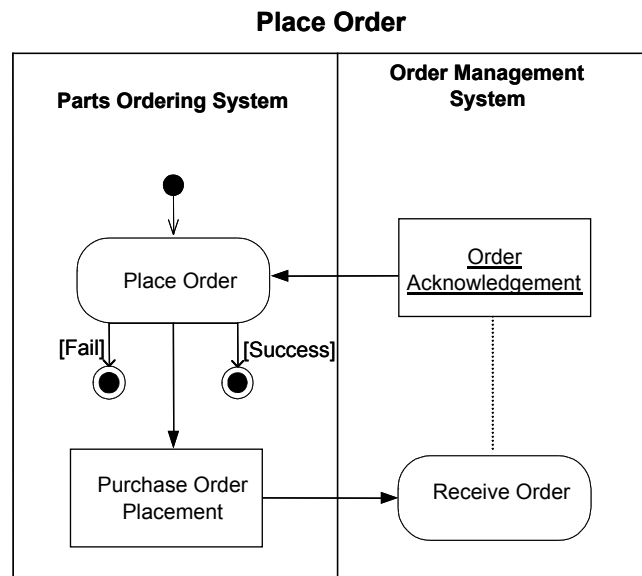 Place Order
Parts Ordering System
Order Management
System
Place Order
Order
Acknowledgement
[Fail]
[Success]
Purchase Order
Placement
Receive Order